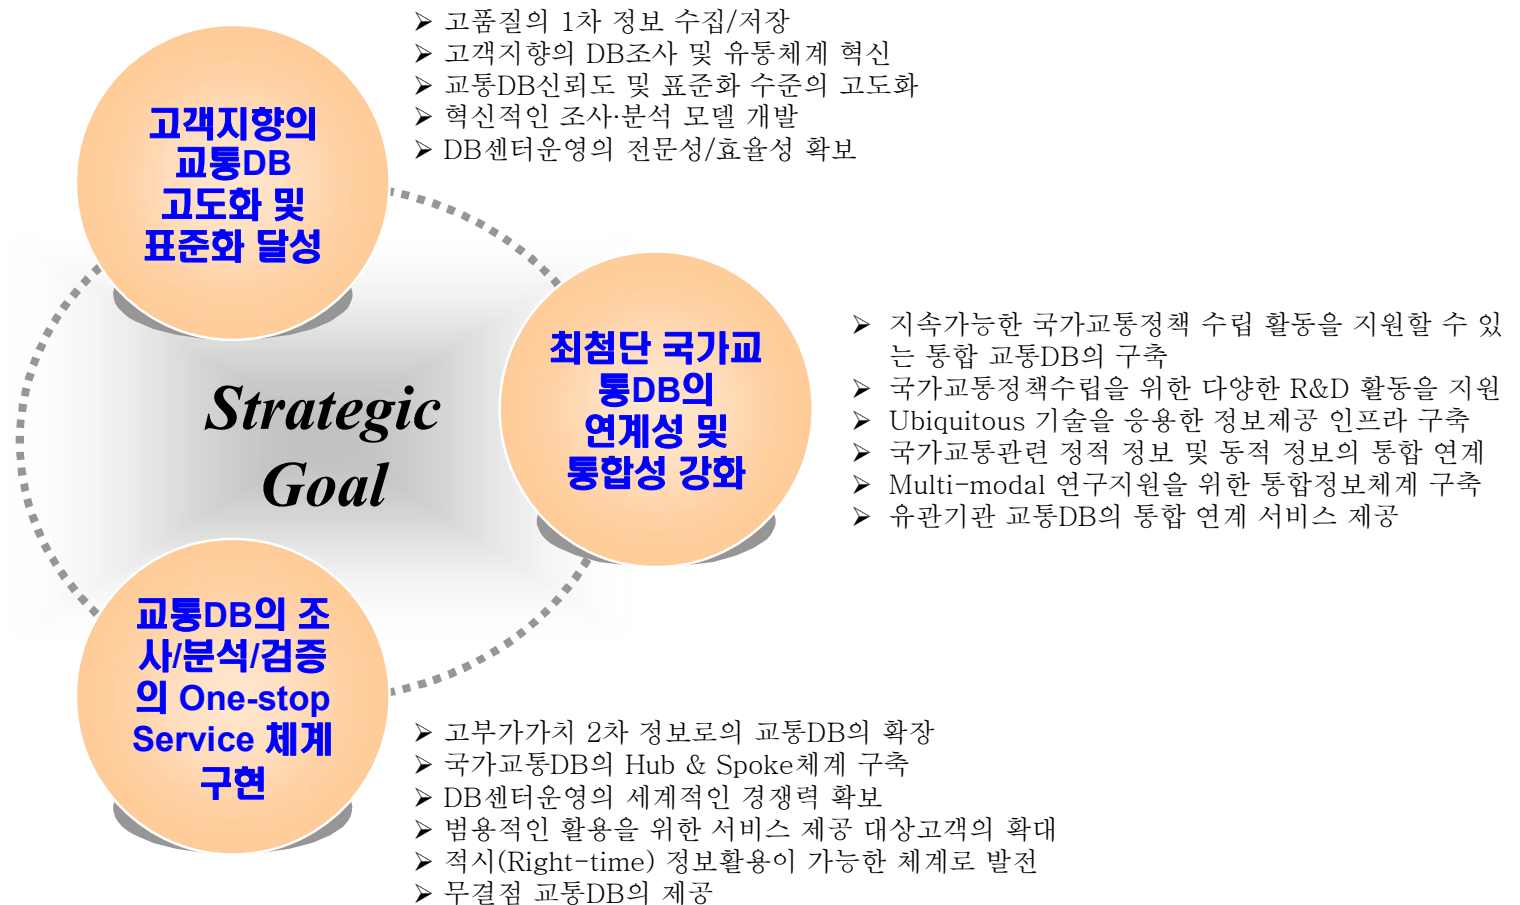 ➢ 고품질의 1차 정보 수집/저장
➢ 고객지향의 DB조사 및 유통체계 혁신
➢ 교통DB신뢰도 및 표준화 수준의 고도화
➢ 혁신적인 조사·분석 모델 개발
➢ DB센터운영의 전문성/효율성 확보
고객지향의
교통DB
고도화 및
표준화 달성
Strategic
Goal
최첨단 국가교
통DB의
연계성 및
통합성 강화
➢ 지속가능한 국가교통정책 수립 활동을 지원할 수 있
는 통합 교통DB의 구축
➢ 국가교통정책수립을 위한 다양한 R&D 활동을 지원
➢ Ubiquitous 기술을 응용한 정보제공 인프라 구축
➢ 국가교통관련 정적 정보 및 동적 정보의 통합 연계
➢ Multi-modal 연구지원을 위한 통합정보체계 구축
➢ 유관기관 교통DB의 통합 연계 서비스 제공
교통DB의 조
사/분석/검증
의 One-stop
Service 체계
구현
➢ 고부가가치 2차 정보로의 교통DB의 확장
➢ 국가교통DB의 Hub & Spoke체계 구축
➢ DB센터운영의 세계적인 경쟁력 확보
➢ 범용적인 활용을 위한 서비스 제공 대상고객의 확대
➢ 적시(Right-time) 정보활용이 가능한 체계로 발전
➢ 무결점 교통DB의 제공